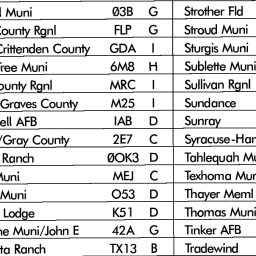 Muni Ø3B G Strother Fld
County Rgnl FLP G Stroud Muni
Crittenden County GDA I Sturgis Muni
Tree Muni 6M8 H Sublette Muni
County Rgnl MRC I Sullivan Rgnl
Graves County M25 I Sundance
ell AFB IAB D Sunray
/Gray County 2E7 C Syracuse-Ham
Ranch ØOK3 D Tahlequah Mu
Muni MEJ C Texhoma Mun
Muni O53 D Thayer Meml
Lodge K51 D Thomas Muni
ne Muni/John E 42A G Tinker AFB
ta Ranch TX13 B Tradewind